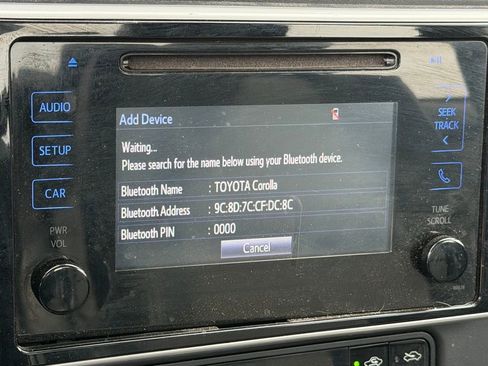 AUDIO
SETUP
CAR
PWR
VOL
Add Device
Waiting...
Please search for the name below using your Bluetooth device.
Bluetooth Name : TOYOTA Corolla
Bluetooth Address : 9C:8D:7C:CF:DC:8C
Bluetooth PIN : 0000
Cancel
SEEK
TRACK
TUNE
SCROLL